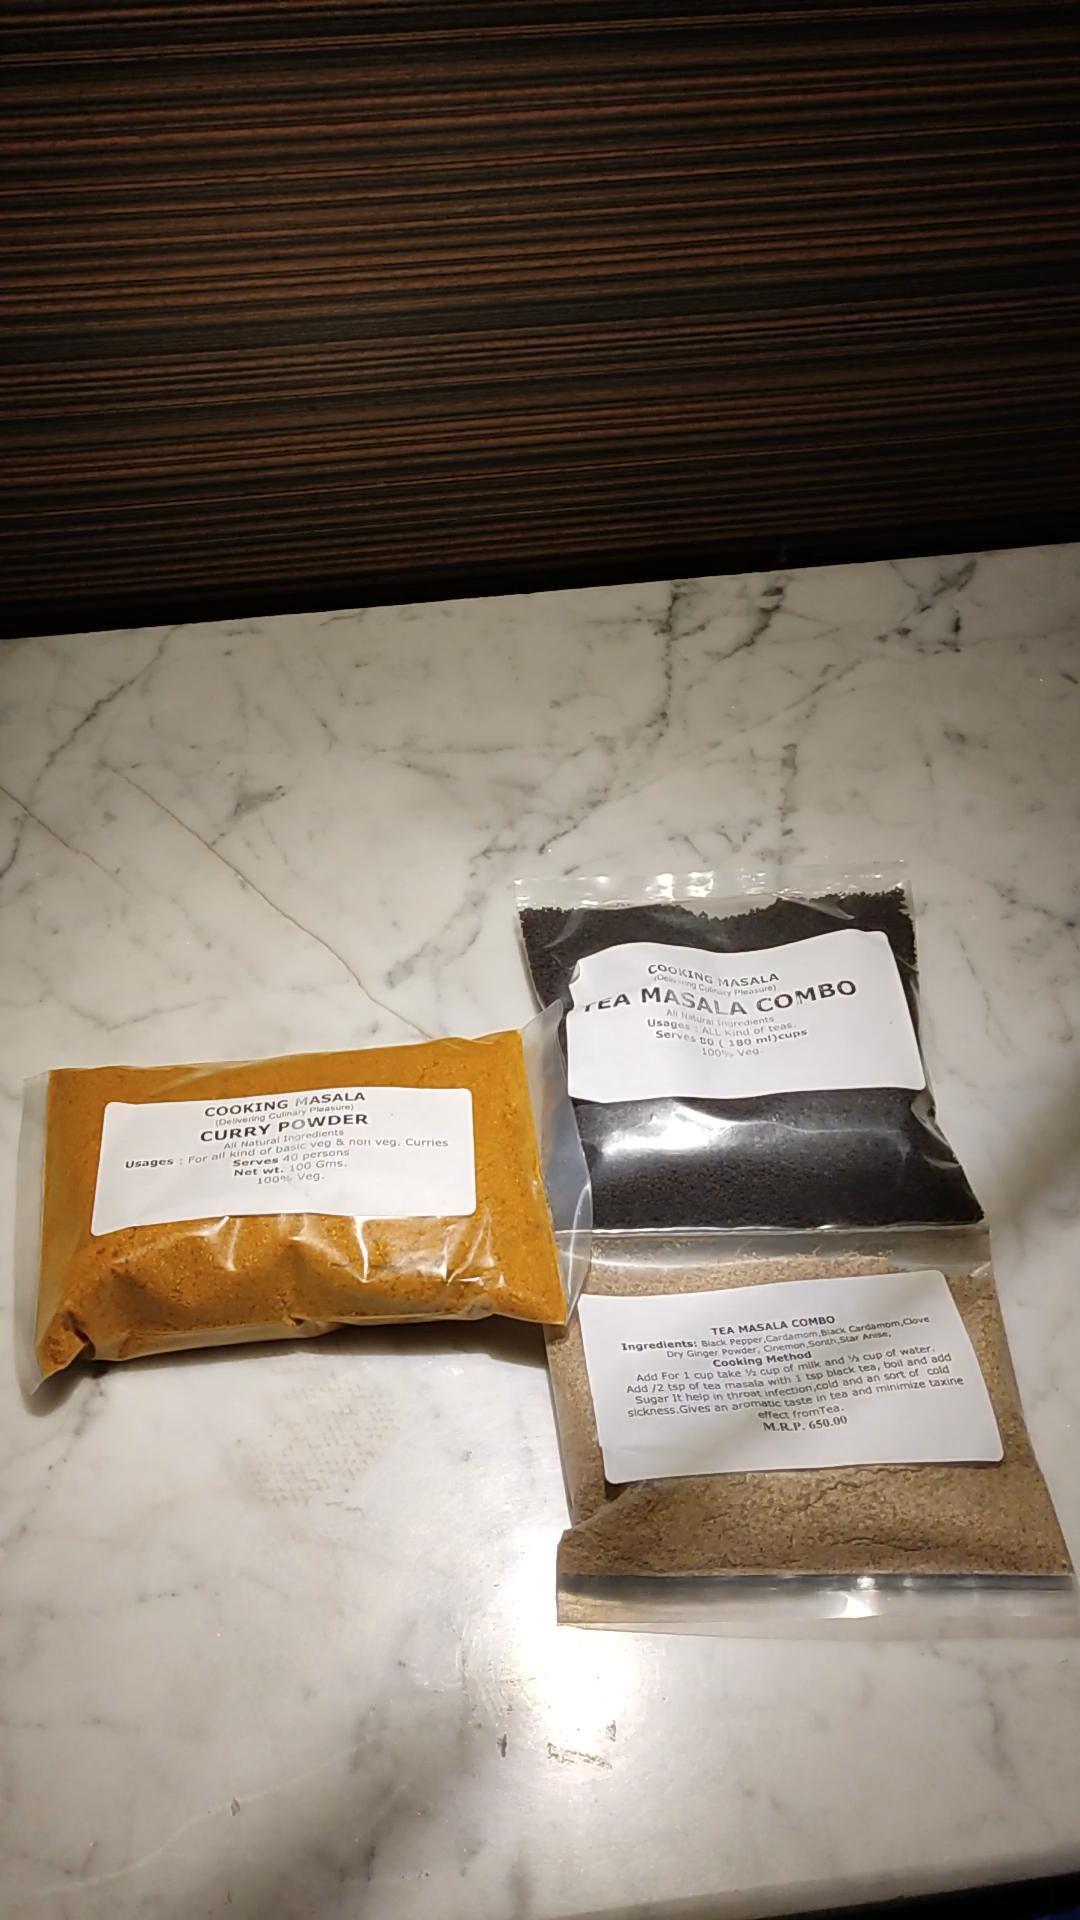 COOKING MASALA
(Delivering Culinary Pleasure)
TEA MASALA COMBO
All Natural Ingredients
Usages : ALL Kind of teas.
Serves 80 ( 180 ml)cups
100% Veg.
COOKING MASALA
(Delivering Culinary Pleasure)
CURRY POWDER
All Natural Ingredients
Usages : For all kind of basic veg & non veg. Curries
Serves 40 persons
Net wt. 100 Gms.
100% Veg.
TEA MASALA COMBO
Ingredients: Black Pepper,Cardamom,Black Cardamom,Clove
Dry Ginger Powder, Cinemon,Sonth,Star Anise,
Cooking Method
Add For 1 cup take ½ cup of milk and ½ cup of water.
Add /2 tsp of tea masala with 1 tsp black tea, boil and add
Sugar It help in throat infection,cold and an sort of cold
sickness.Gives an aromatic taste in tea and minimize taxine
effect fromTea.
M.R.P. 650.00